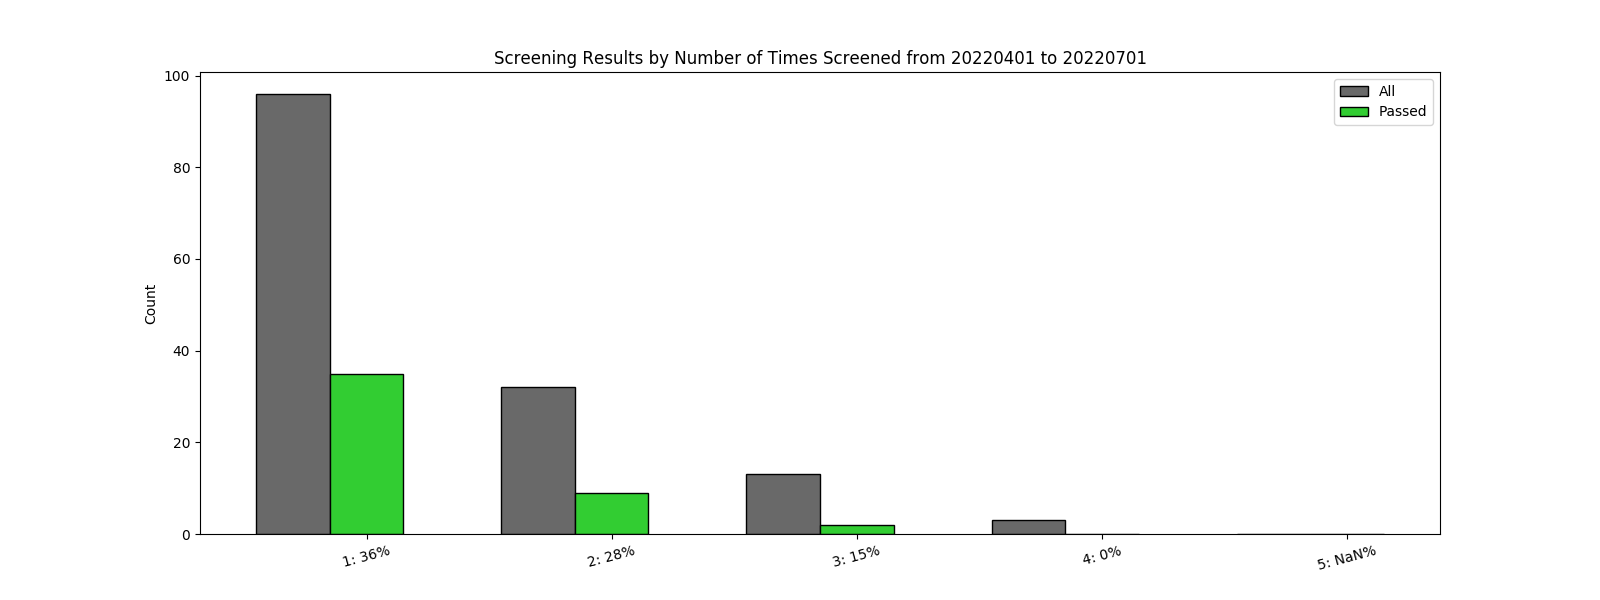 Screening Results by Number of Times Screened from 20220401 to 20220701
100
80
60
40
20
0
Count
All
Passed
1: 36%
2: 28%
3: 15%
4: 0%
5: NaN%